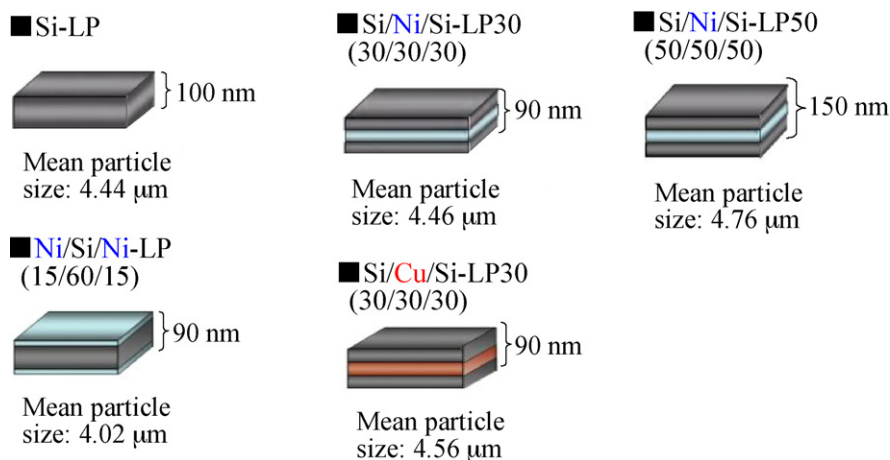 ■Si-LP
100 nm
Mean particle
size: 4.44 μm
■Si/Ni/Si-LP30
(30/30/30)
90 nm
Mean particle
size: 4.46 μm
■Si/Ni/Si-LP50
(50/50/50)
150 nm
Mean particle
size: 4.76 μm
■Ni/Si/Ni-LP
(15/60/15)
90 nm
Mean particle
size: 4.02 μm
■Si/Cu/Si-LP30
(30/30/30)
90 nm
Mean particle
size: 4.56 μm